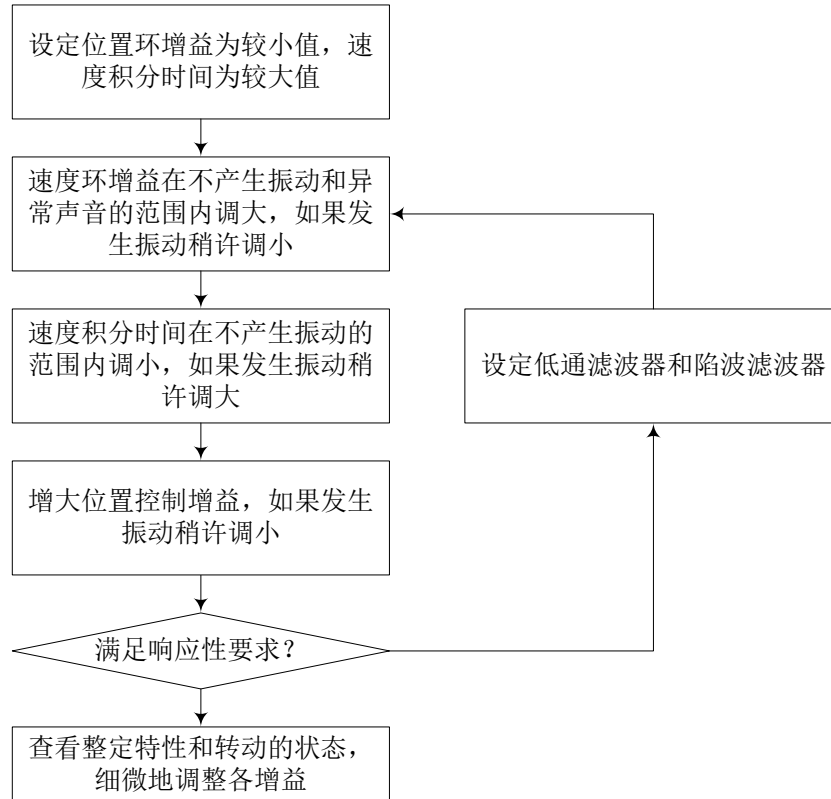 设定位置环增益为较小值，速
度积分时间为较大值
速度环增益在不产生振动和异
常声音的范围内调大，如果发
生振动稍许调小
速度积分时间在不产生振动的
范围内调小，如果发生振动稍
许调大
设定低通滤波器和陷波滤波器
增大位置控制增益，如果发生
振动稍许调小
满足响应性要求？
查看整定特性和转动的状态，
细微地调整各增益